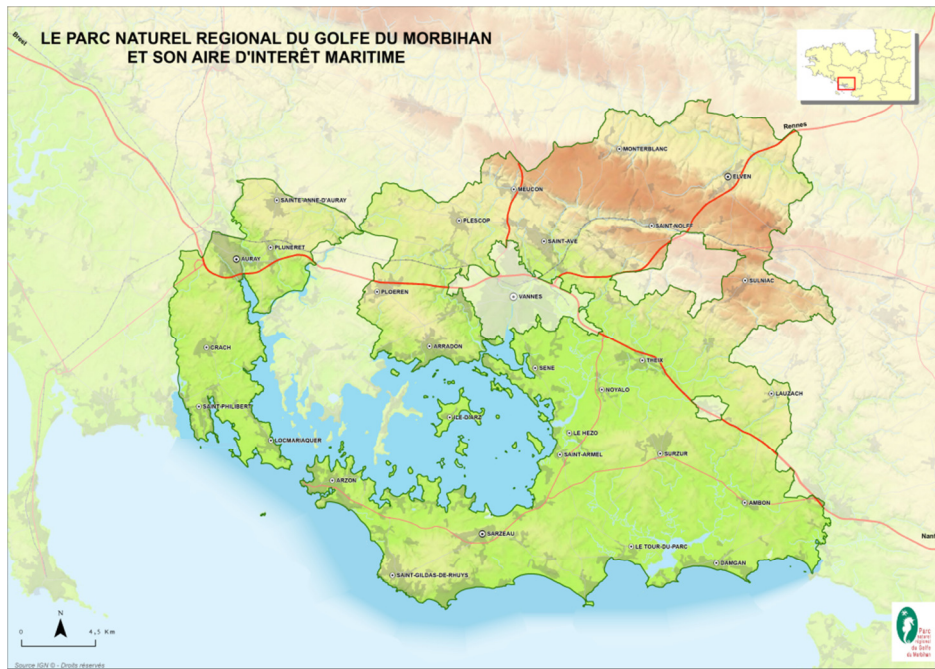 LE PARC NATUREL REGIONAL DU GOLFE DU MORBIHAN
ET SON AIRE D'INTERÊT MARITIME
Brest
Rennes
MONTERBLANC
ELVEN
MEUCON
SAINTE-ANNE-D'AURAY
PLESCOP
SAINT-NOLFF
SAINT-AVE
PLUNERET
AURAY
SULNIAC
PLOEREN
VANNES
CRACH
ARRADON
THEIX
SENE
NOYALO
LAUZACH
SAINT-PHILIBERT
ILE-D'ARZ
LE HEZO
LOCMARIAQUER
SAINT-ARMEL
SURZUR
ARZON
AMBON
SARZEAU
Nant
LE TOUR-DU-PARC
DAMGAN
SAINT-GILDAS-DE-RHUYS
N
0 4,5 Km
Parc
naturel
régional
du Golfe
du Morbihan
Source IGN © - Droits réservés